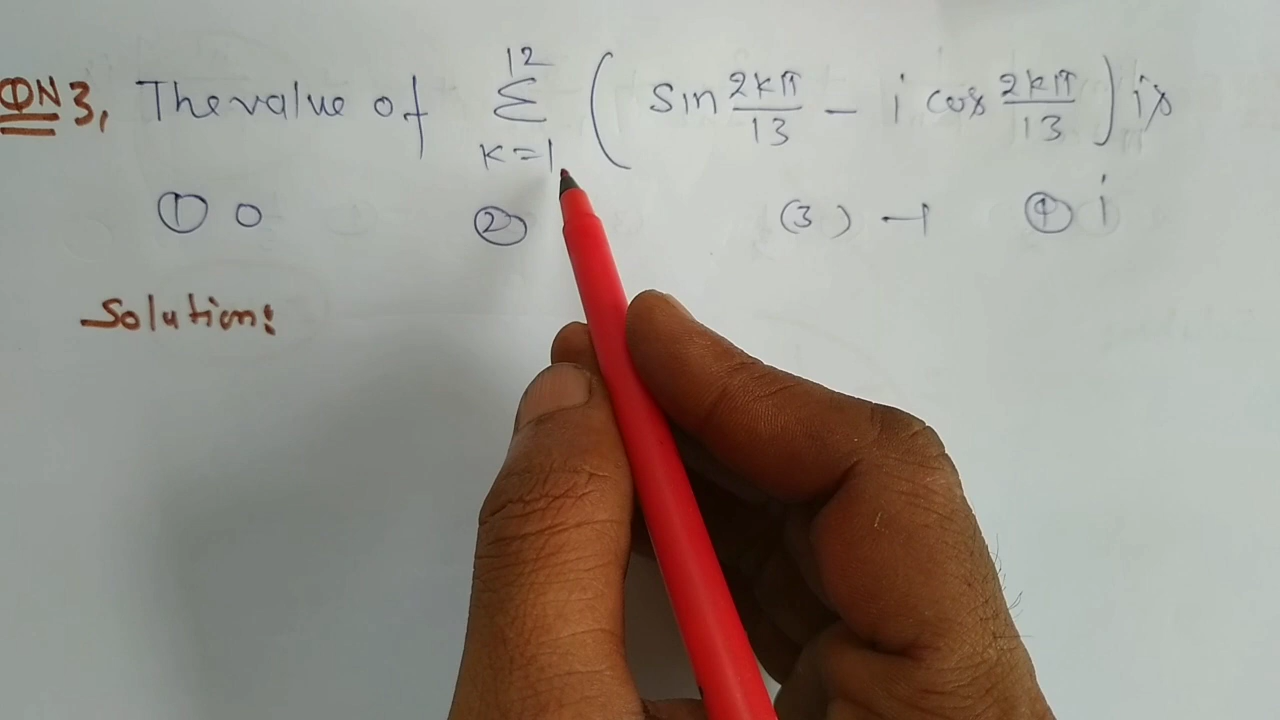 QN 3, The value of 12 Σ K=1 ( sin 2Kπ/13 - i cos 2Kπ/13 ) is
① 0 ② (3) -1 ④ i
Solution: